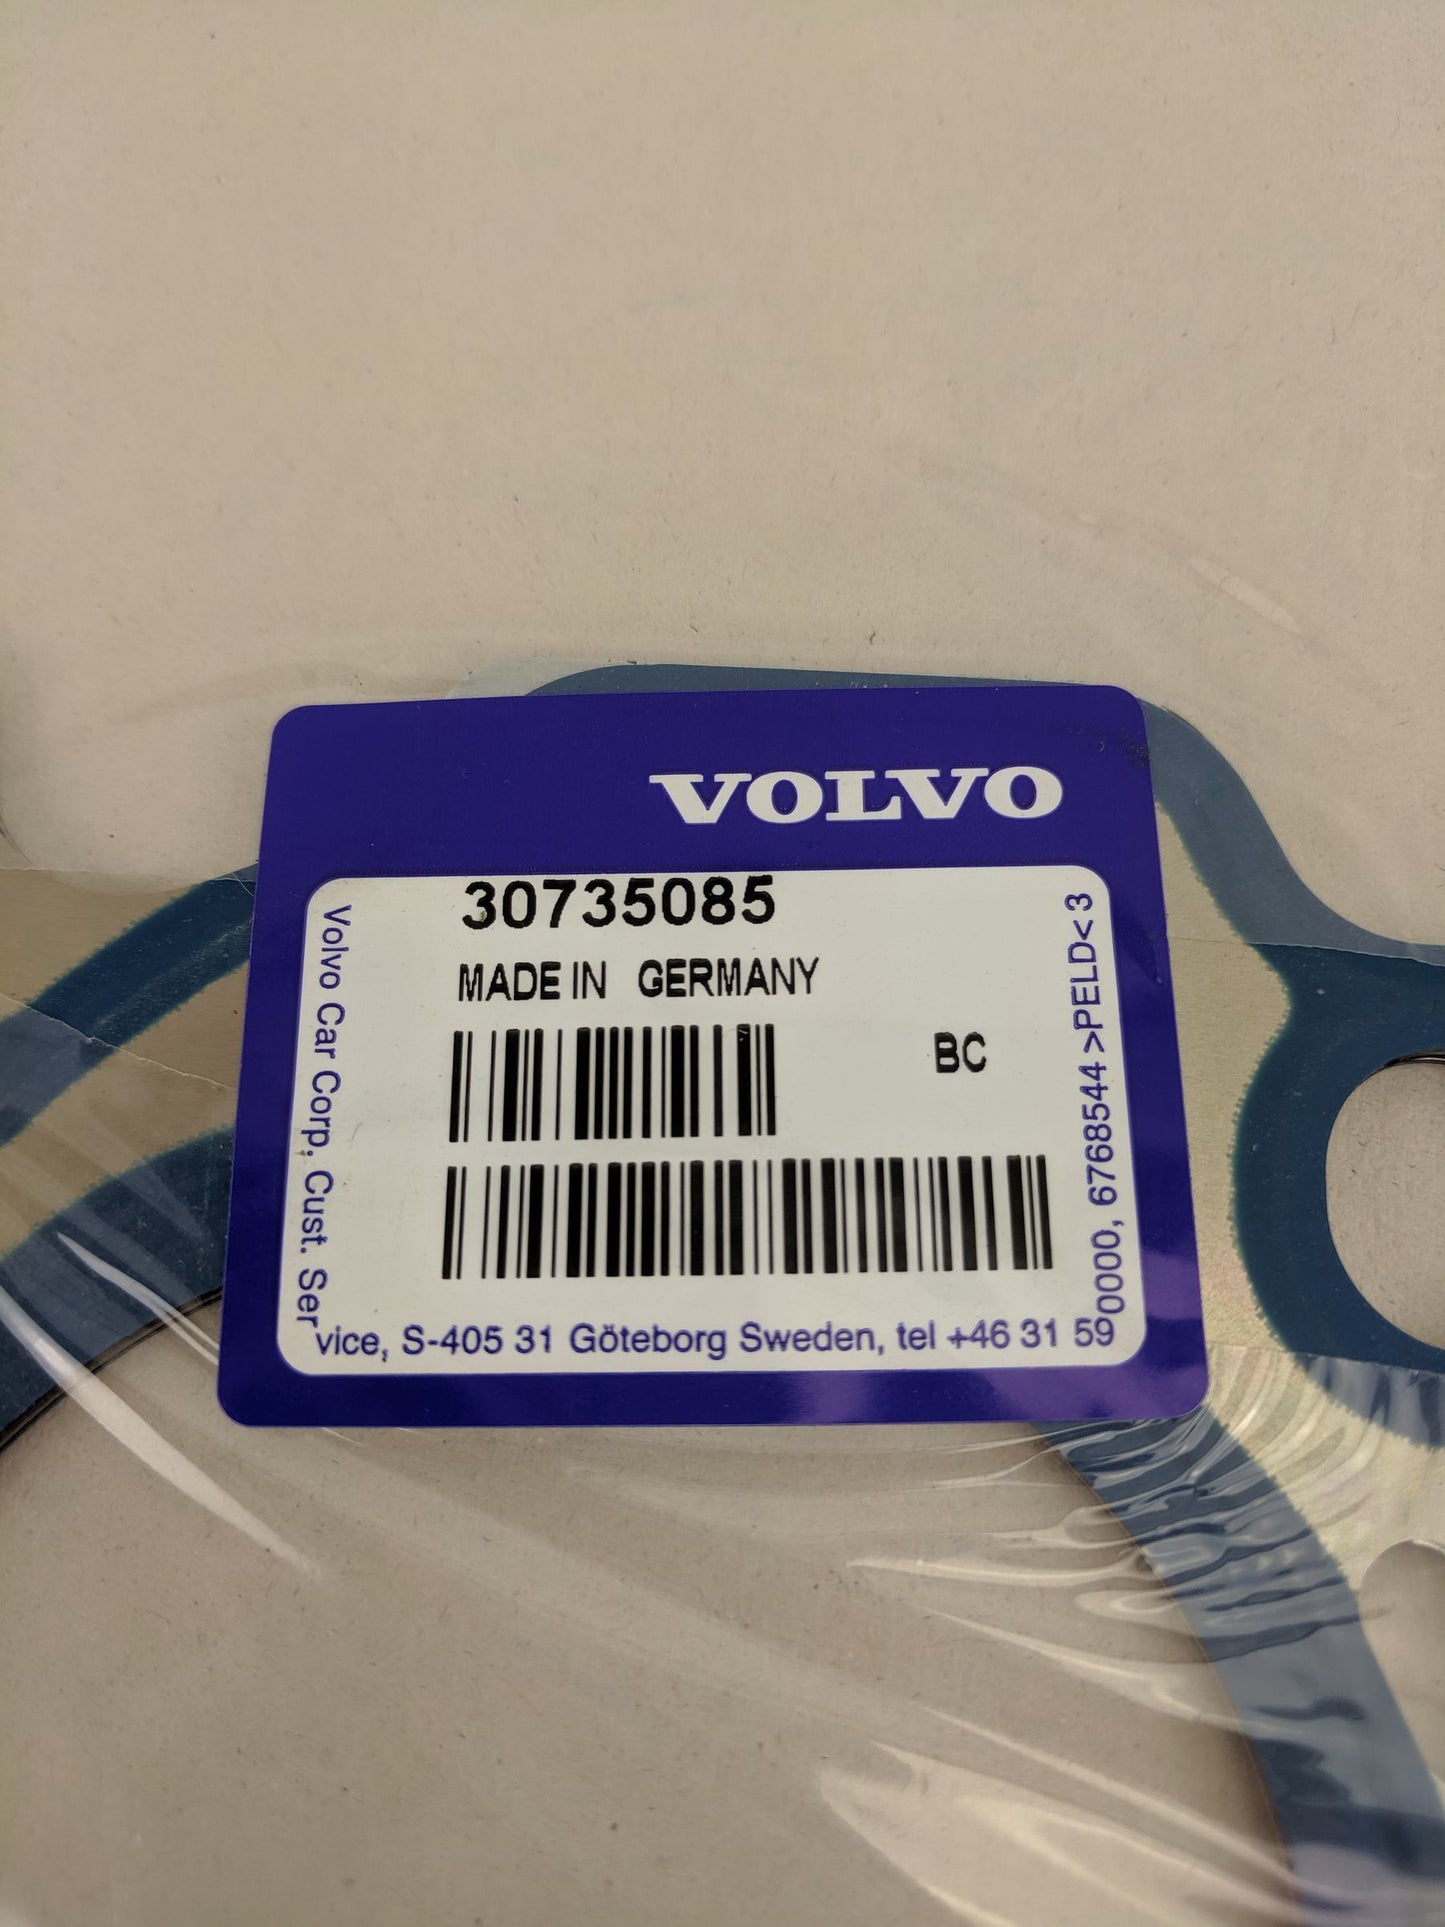 VOLVO
30735085
MADE IN GERMANY
BC
Volvo Car Corp. Cust. Service, S-405 31 Göteborg Sweden, tel +46 31 590000, 6768544 >PELD< 3